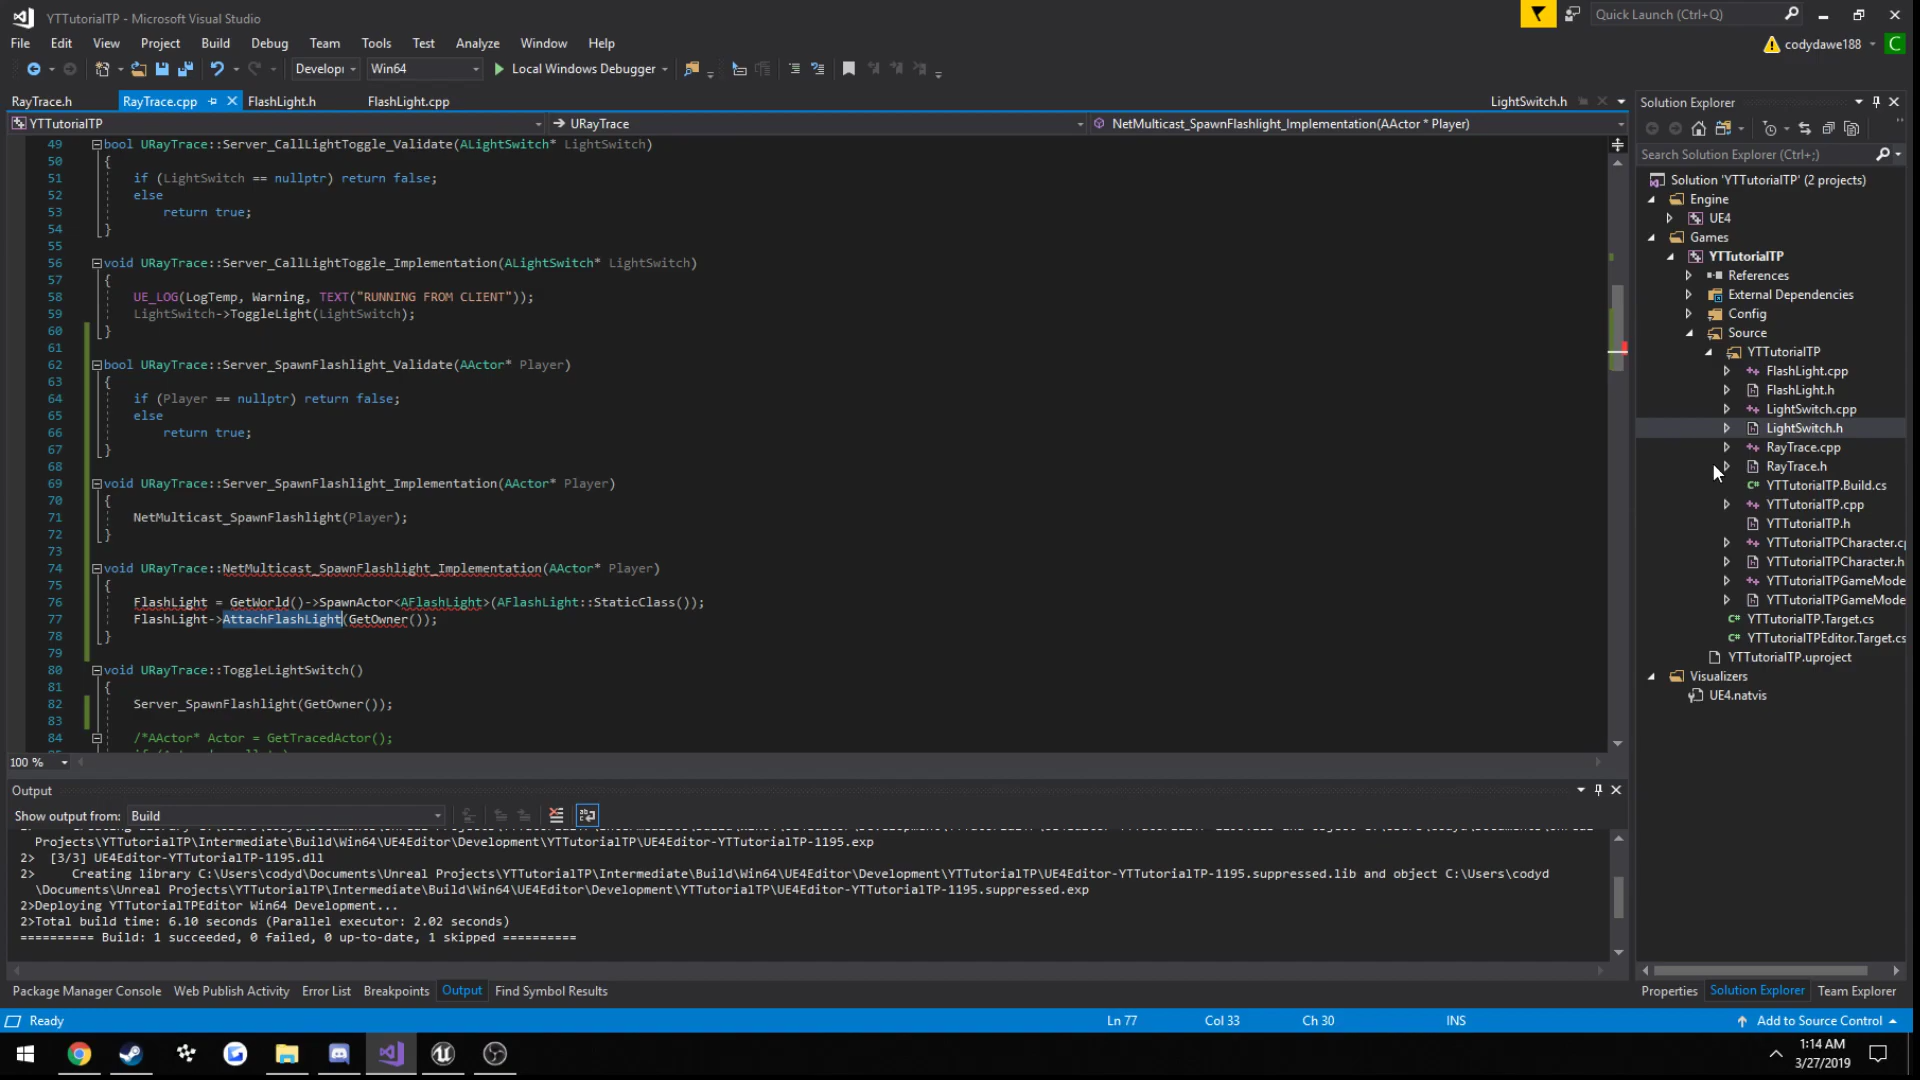 YTTutorialTP - Microsoft Visual Studio
Quick Launch (Ctrl+Q)
File Edit View Project Build Debug Team Tools Test Analyze Window Help
codydawe188 C
Developi Win64 Local Windows Debugger
RayTrace.h RayTrace.cpp FlashLight.h FlashLight.cpp LightSwitch.h
YTTutorialTP URayTrace NetMulticast_SpawnFlashlight_Implementation(AActor * Player)
49 bool URayTrace::Server_CallLightToggle_Validate(ALightSwitch* LightSwitch)
50 {
51 if (LightSwitch == nullptr) return false;
52 else
53 return true;
54 }
55
56 void URayTrace::Server_CallLightToggle_Implementation(ALightSwitch* LightSwitch)
57 {
58 UE_LOG(LogTemp, Warning, TEXT("RUNNING FROM CLIENT"));
59 LightSwitch->ToggleLight(LightSwitch);
60 }
61
62 bool URayTrace::Server_SpawnFlashlight_Validate(AActor* Player)
63 {
64 if (Player == nullptr) return false;
65 else
66 return true;
67 }
68
69 void URayTrace::Server_SpawnFlashlight_Implementation(AActor* Player)
70 {
71 NetMulticast_SpawnFlashlight(Player);
72 }
73
74 void URayTrace::NetMulticast_SpawnFlashlight_Implementation(AActor* Player)
75 {
76 FlashLight = GetWorld()->SpawnActor<AFlashLight>(AFlashLight::StaticClass());
77 FlashLight->AttachFlashLight(GetOwner());
78 }
79
80 void URayTrace::ToggleLightSwitch()
81 {
82 Server_SpawnFlashlight(GetOwner());
83
84 /*AActor* Actor = GetTracedActor();
100 %
Output
Show output from: Build
Projects\YTTutorialTP\Intermediate\Build\Win64\UE4Editor\Development\YTTutorialTP\UE4Editor-YTTutorialTP-1195.exp
2> [3/3] UE4Editor-YTTutorialTP-1195.dll
2> Creating library C:\Users\codyd\Documents\Unreal Projects\YTTutorialTP\Intermediate\Build\Win64\UE4Editor\Development\YTTutorialTP\UE4Editor-YTTutorialTP-1195.suppressed.lib and object C:\Users\codyd
\Documents\Unreal Projects\YTTutorialTP\Intermediate\Build\Win64\UE4Editor\Development\YTTutorialTP\UE4Editor-YTTutorialTP-1195.suppressed.exp
2>Deploying YTTutorialTPEditor Win64 Development...
2>Total build time: 6.10 seconds (Parallel executor: 2.02 seconds)
========== Build: 1 succeeded, 0 failed, 0 up-to-date, 1 skipped ==========
Package Manager Console Web Publish Activity Error List Breakpoints Output Find Symbol Results
Solution Explorer
Search Solution Explorer (Ctrl+;)
Solution 'YTTutorialTP' (2 projects)
Engine
UE4
Games
YTTutorialTP
References
External Dependencies
Config
Source
YTTutorialTP
FlashLight.cpp
FlashLight.h
LightSwitch.cpp
LightSwitch.h
RayTrace.cpp
RayTrace.h
YTTutorialTP.Build.cs
YTTutorialTP.cpp
YTTutorialTP.h
YTTutorialTPCharacter.cp
YTTutorialTPCharacter.h
YTTutorialTPGameMode
YTTutorialTPGameMode
YTTutorialTP.Target.cs
YTTutorialTPEditor.Target.cs
YTTutorialTP.uproject
Visualizers
UE4.natvis
Properties Solution Explorer Team Explorer
Ready Ln 77 Col 33 Ch 30 INS Add to Source Control
1:14 AM
3/27/2019